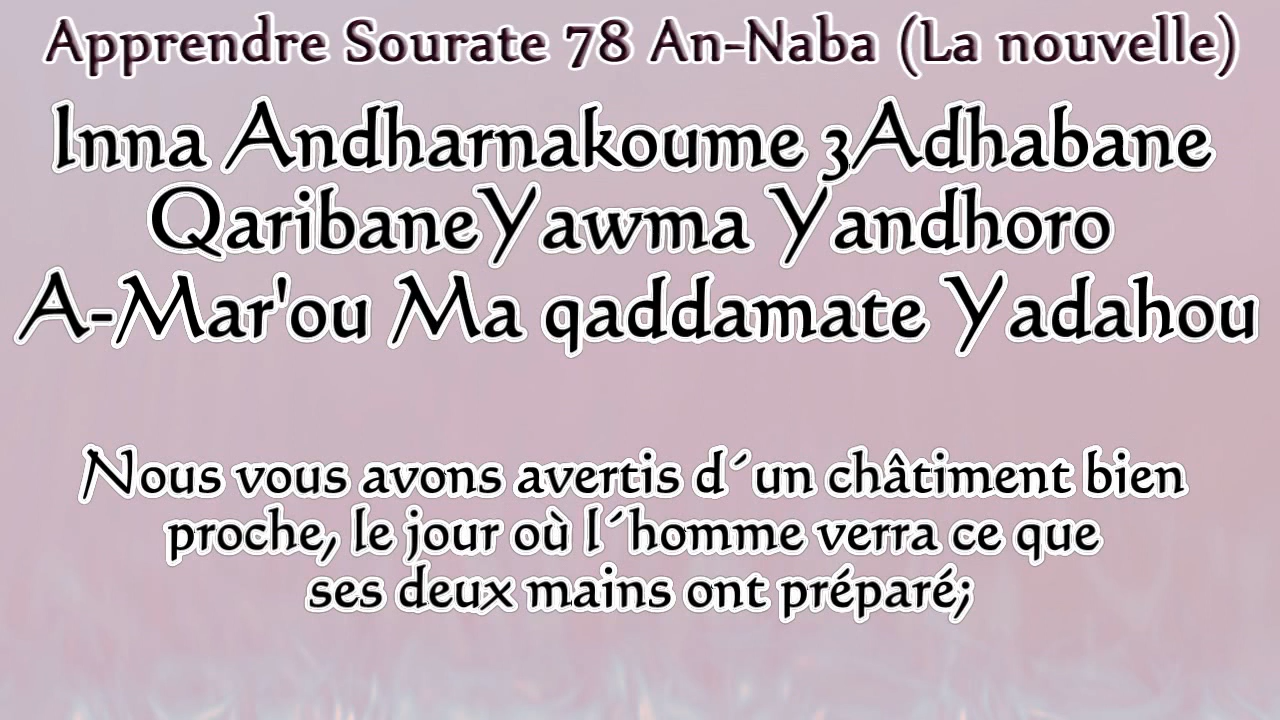 Apprendre Sourate 78 An-Naba (La nouvelle)
Inna Andharnakoume 3Adhabane
QaribaneYawma Yandhoro
A-Mar'ou Ma qaddamate Yadahou
Nous vous avons avertis d´un châtiment bien
proche, le jour où l´homme verra ce que
ses deux mains ont préparé;